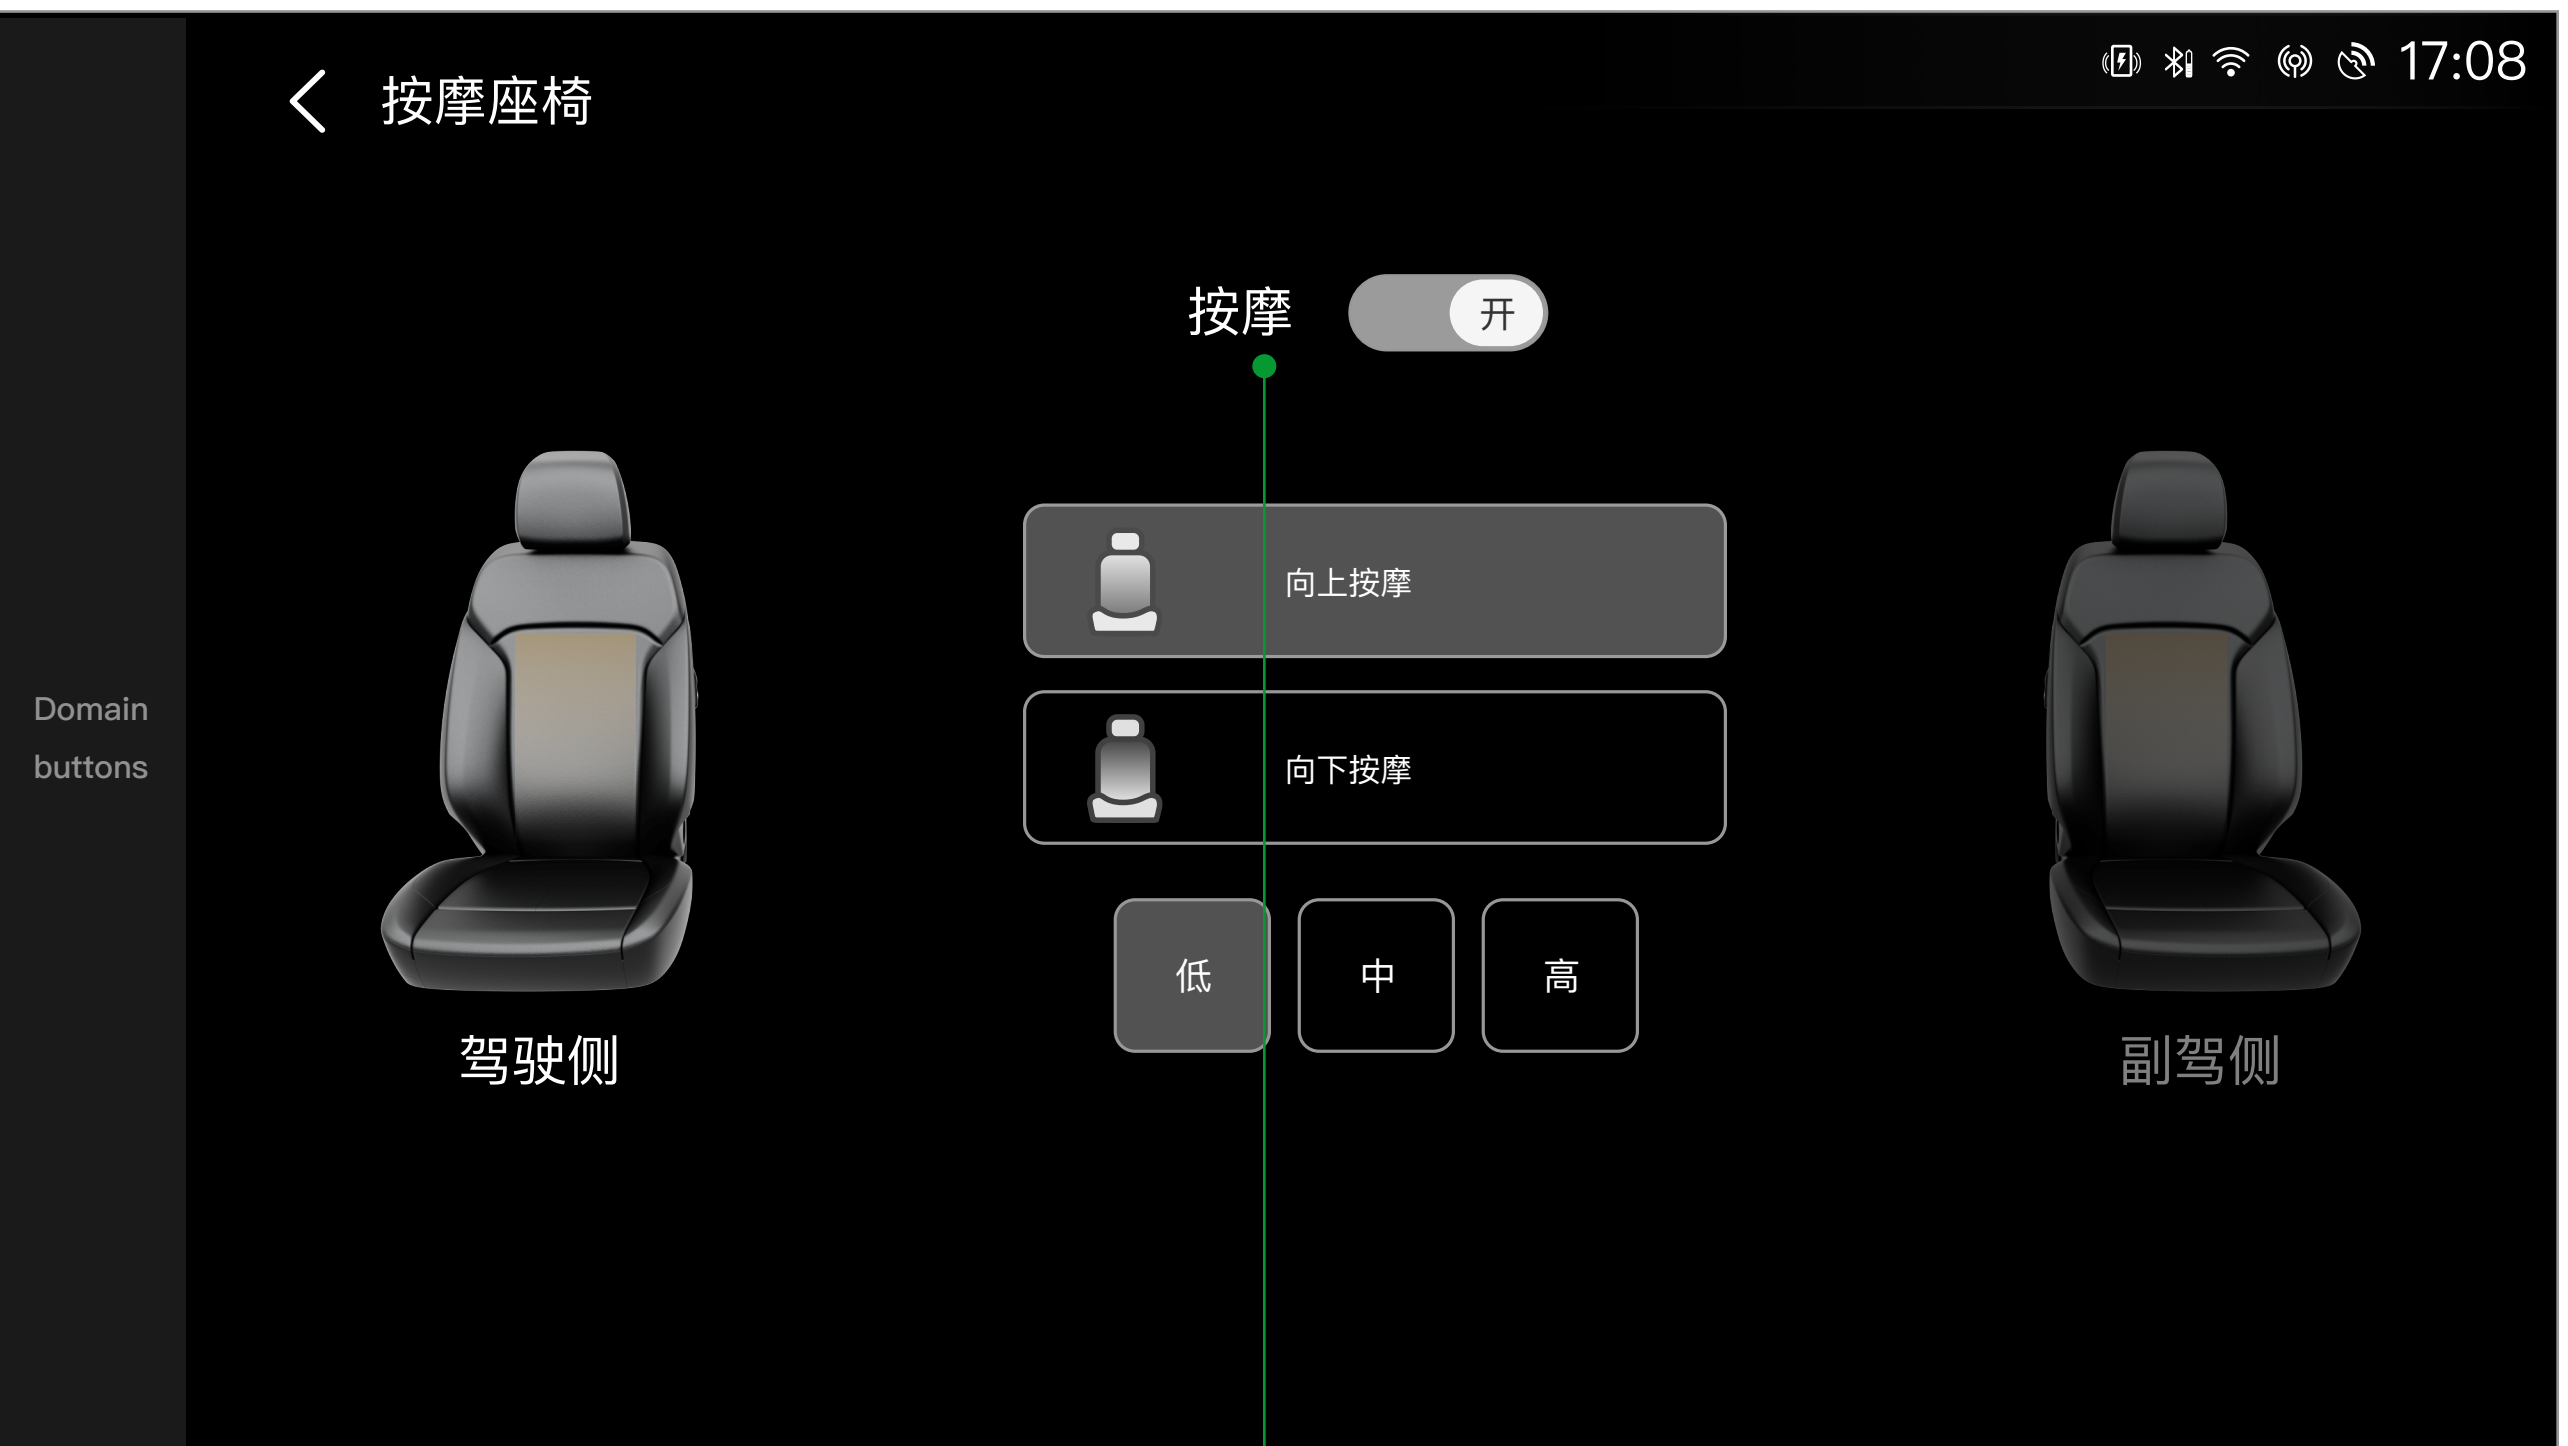 按摩座椅
17:08
按摩
开
向上按摩
Domain
buttons
向下按摩
低
中
高
驾驶侧
副驾侧